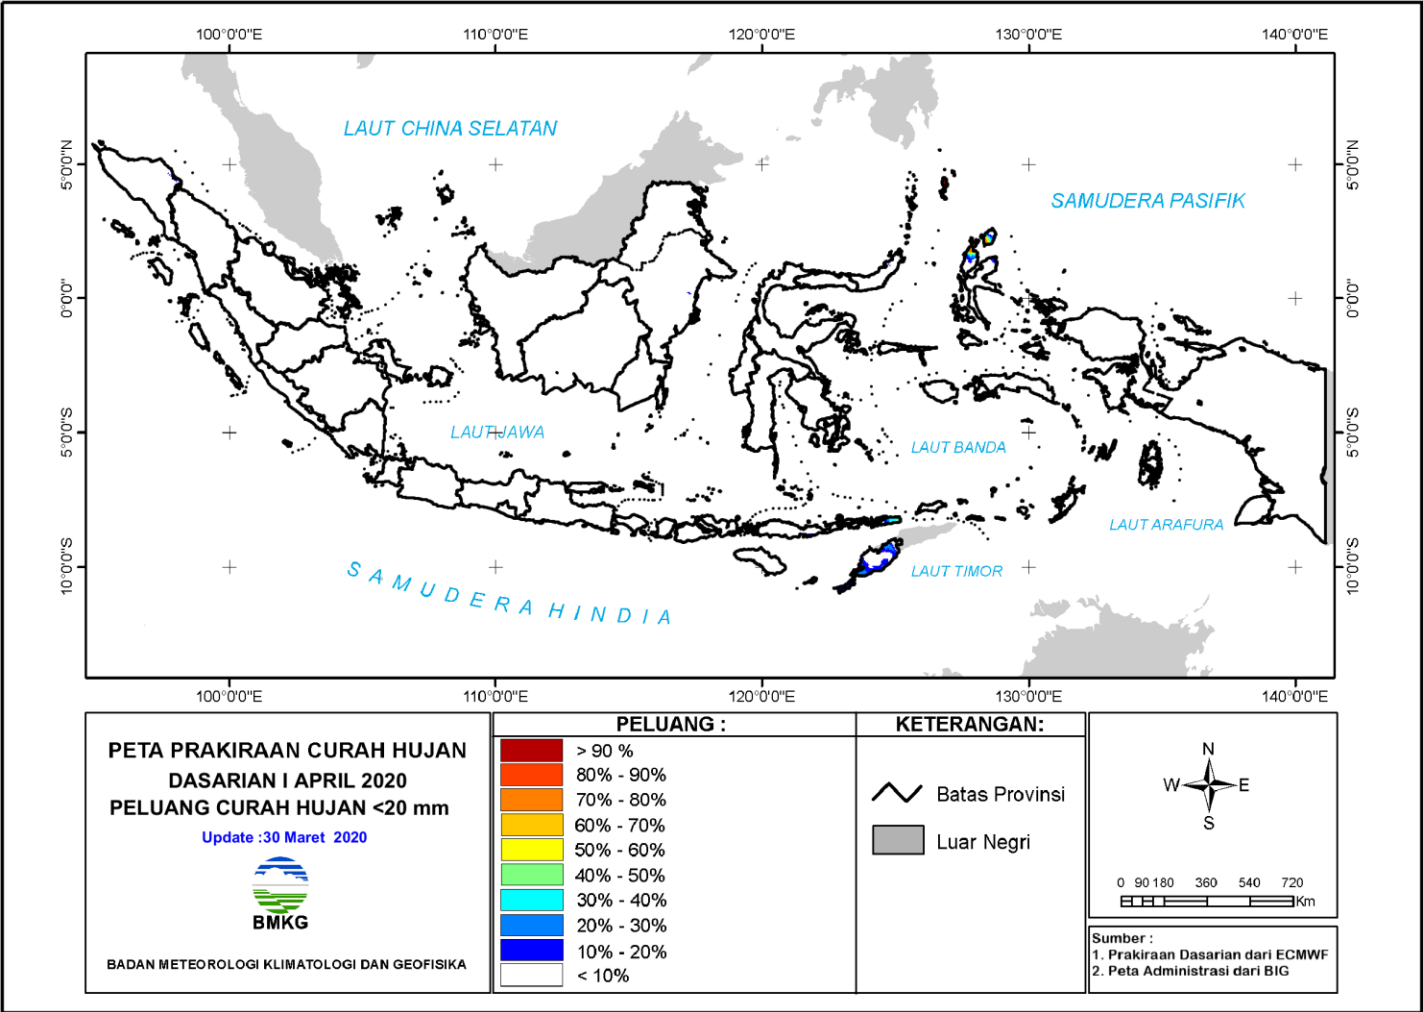 100°0'0"E 110°0'0"E 120°0'0"E 130°0'0"E 140°0'0"E
5°0'0"N 5°0'0"N
0°0'0" 0°0'0"
5°0'0"S 5°0'0"S
10°0'0"S 10°0'0"S
LAUT CHINA SELATAN
SAMUDERA PASIFIK
LAUT JAWA
LAUT BANDA
LAUT ARAFURA
LAUT TIMOR
SAMUDERA HINDIA
100°0'0"E 110°0'0"E 120°0'0"E 130°0'0"E 140°0'0"E
PETA PRAKIRAAN CURAH HUJAN
DASARIAN I APRIL 2020
PELUANG CURAH HUJAN <20 mm
Update :30 Maret 2020
BMKG
BADAN METEOROLOGI KLIMATOLOGI DAN GEOFISIKA
PELUANG :
> 90 %
80% - 90%
70% - 80%
60% - 70%
50% - 60%
40% - 50%
30% - 40%
20% - 30%
10% - 20%
< 10%
KETERANGAN:
Batas Provinsi
Luar Negri
N
W E
S
0 90 180 360 540 720
Km
Sumber :
1. Prakiraan Dasarian dari ECMWF
2. Peta Administrasi dari BIG